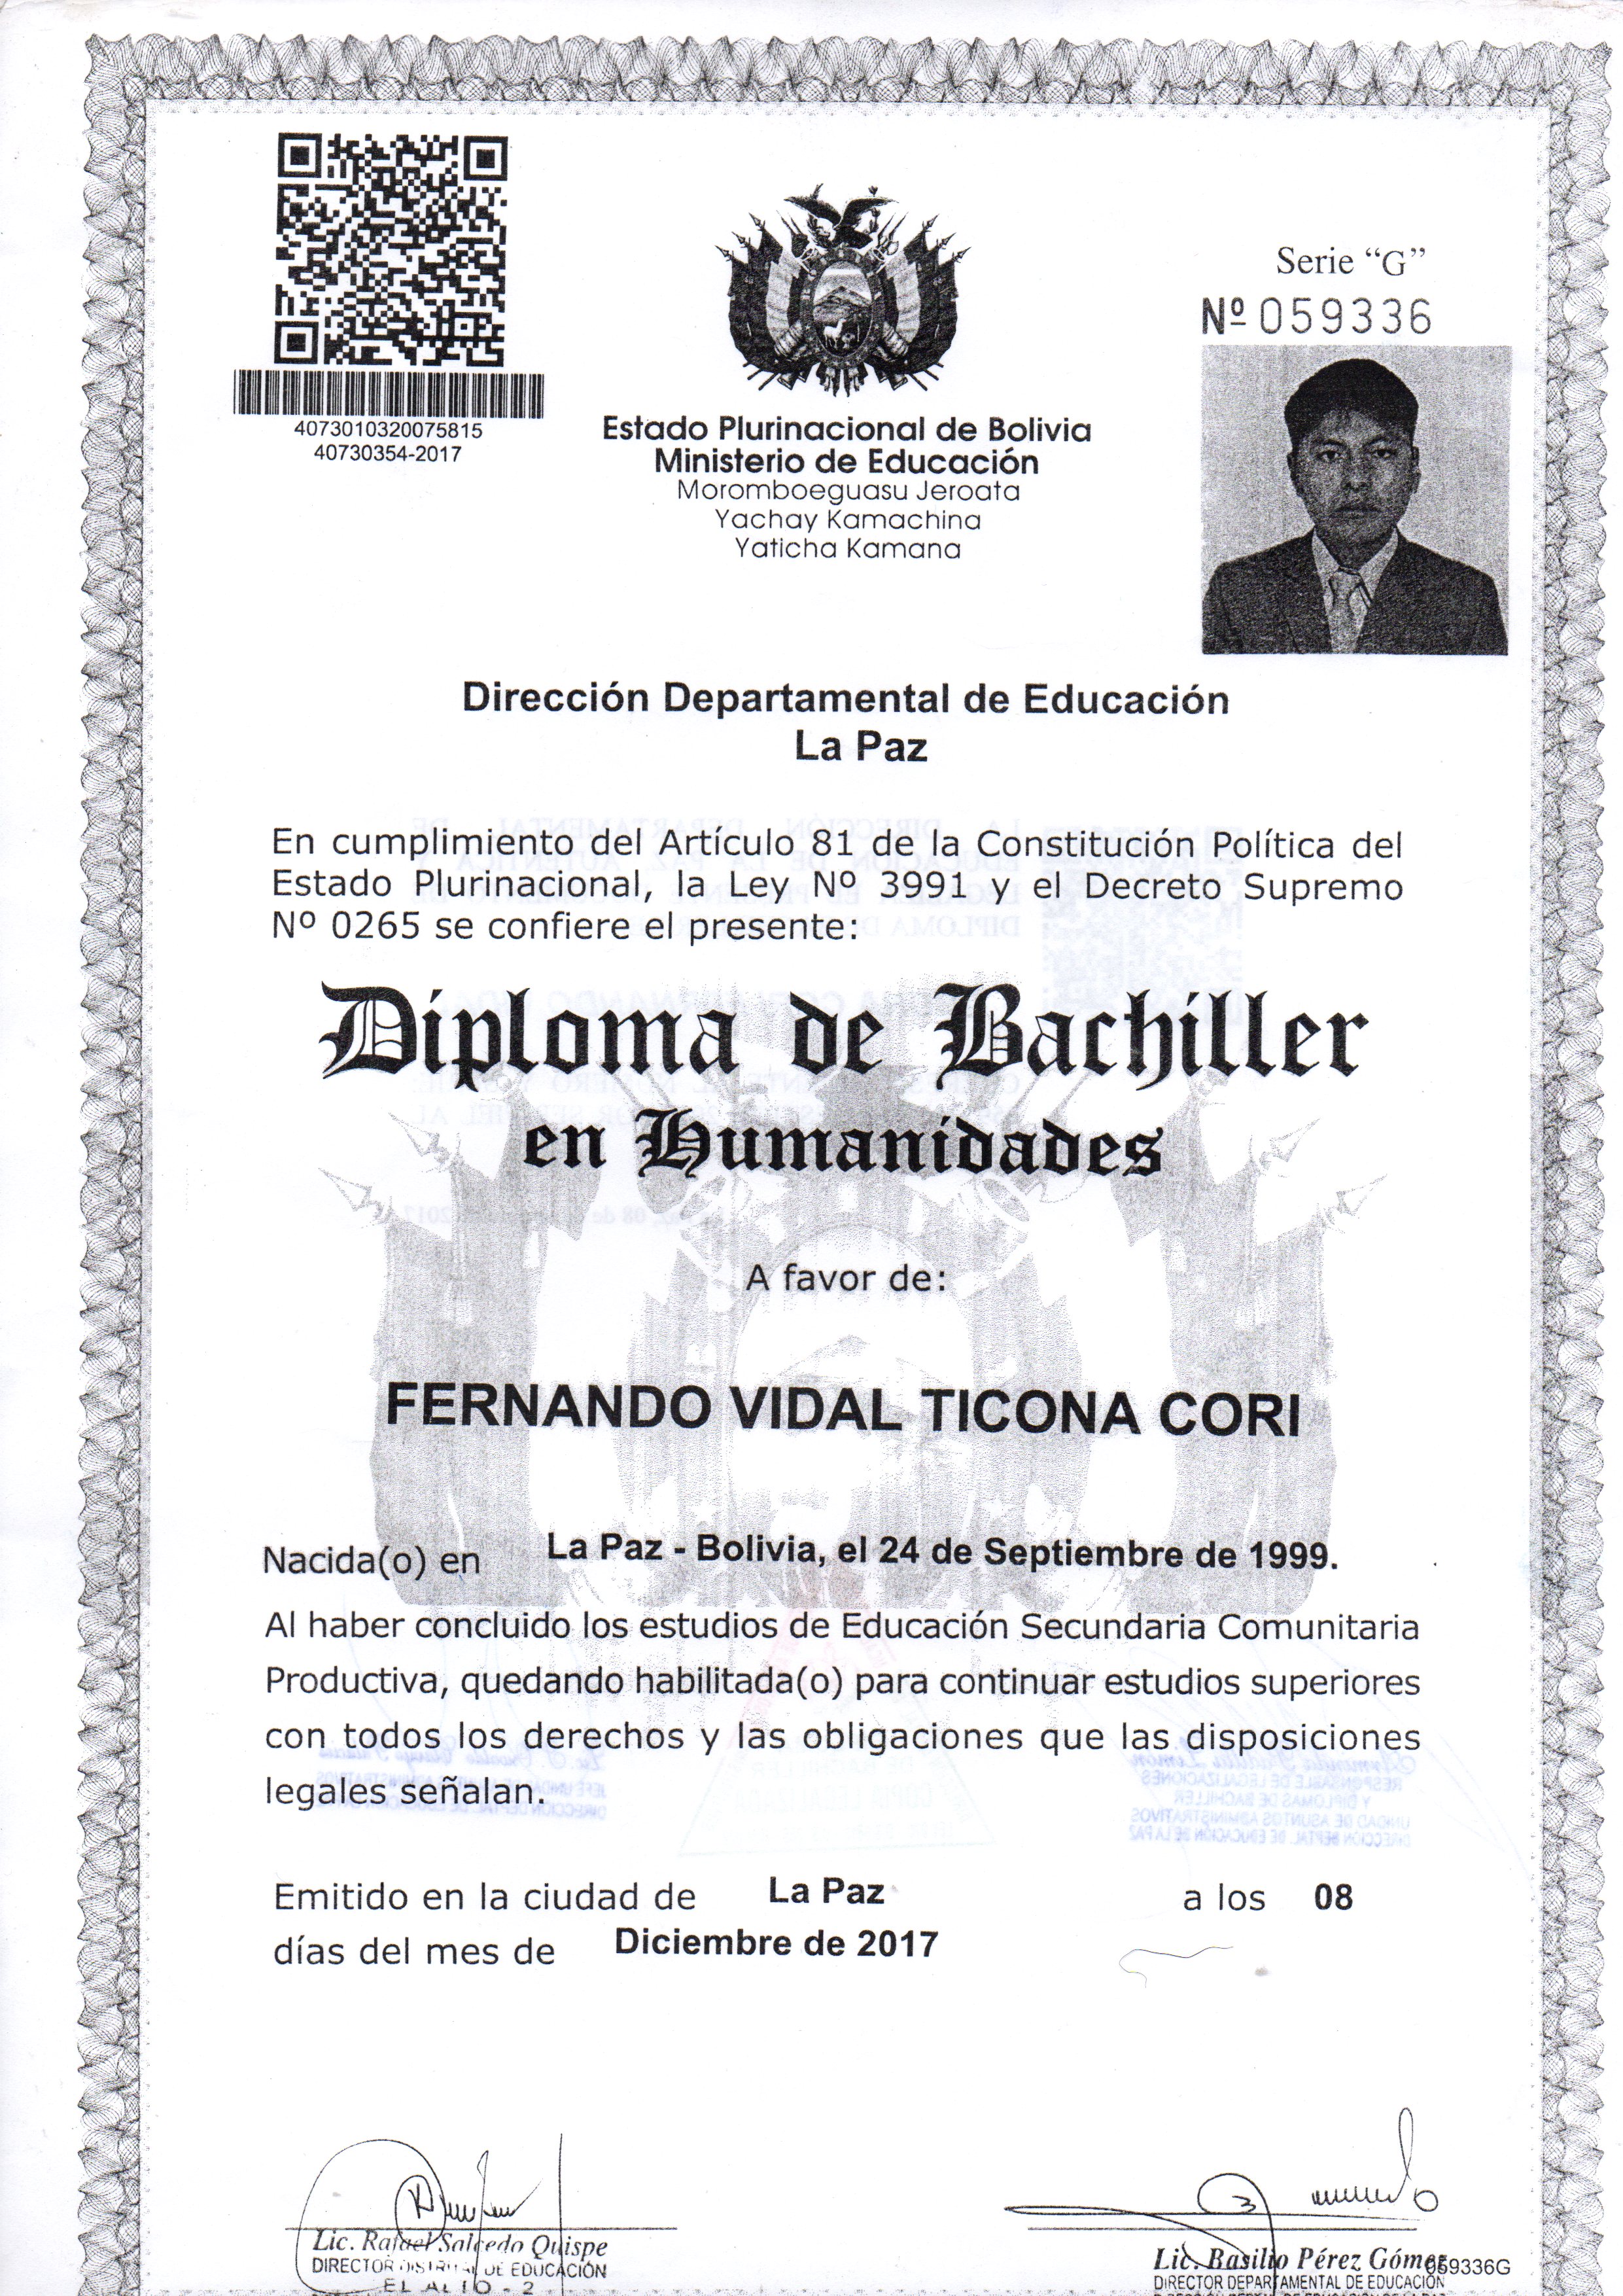 Serie “G”
Nº 059336
4073010320075815
40730354-2017
Estado Plurinacional de Bolivia
Ministerio de Educación
Moromboeguasu Jeroata
Yachay Kamachina
Yaticha Kamana
Dirección Departamental de Educación
La Paz
En cumplimiento del Artículo 81 de la Constitución Política del
Estado Plurinacional, la Ley Nº 3991 y el Decreto Supremo
Nº 0265 se confiere el presente:
Diploma de Bachiller
en Humanidades
A favor de:
FERNANDO VIDAL TICONA CORI
Nacida(o) en La Paz - Bolivia, el 24 de Septiembre de 1999.
Al haber concluido los estudios de Educación Secundaria Comunitaria
Productiva, quedando habilitada(o) para continuar estudios superiores
con todos los derechos y las obligaciones que las disposiciones
legales señalan.
Emitido en la ciudad de La Paz a los 08
días del mes de Diciembre de 2017
Lic. Rafael Salcedo Quispe
DIRECTOR DISTRITAL DE EDUCACIÓN
EL ALTO - 2
Lic. Basilio Pérez Gómez
059336G
DIRECTOR DEPARTAMENTAL DE EDUCACIÓN